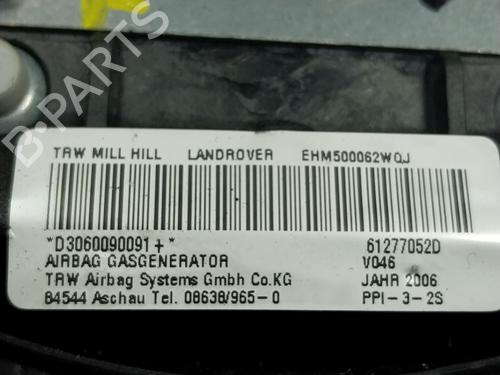 TRW MILL HILL LANDROVER EHM500062WQJ
*D3060090091+* 61277052D
AIRBAG GASGENERATOR V046
TRW Airbag Systems Gmbh Co.KG JAHR 2006
84544 Aschau Tel. 08638/965-0 PPI-3-2S
B-PARTS